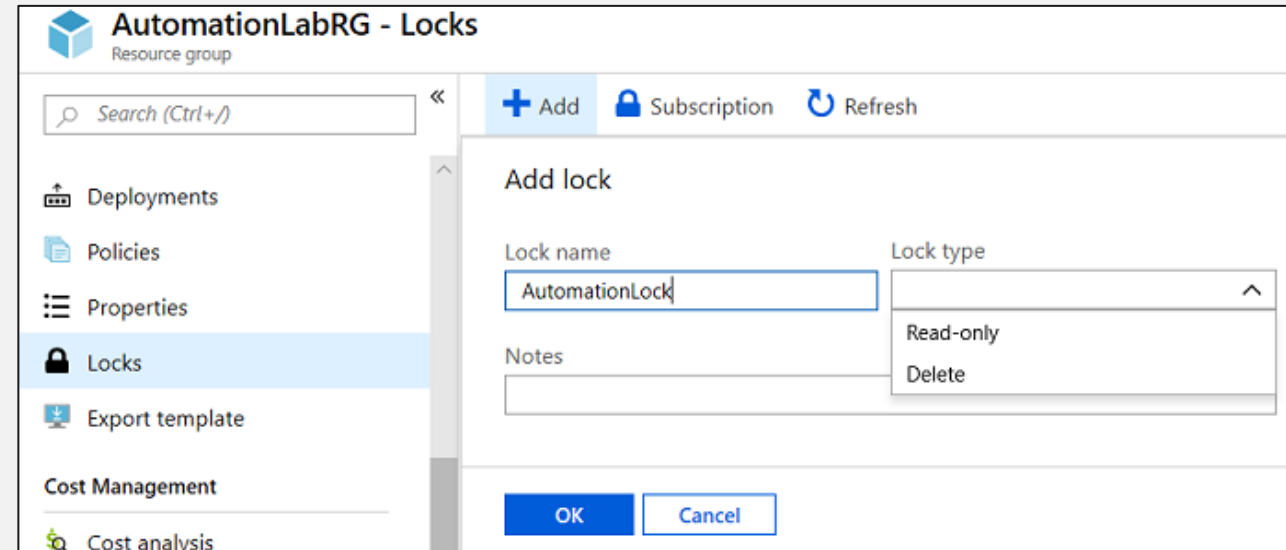 AutomationLabRG - Locks
Resource group
Search (Ctrl+/)
«
Deployments
Policies
Properties
Locks
Export template
Cost Management
Cost analysis
+ Add
Subscription
Refresh
Add lock
Lock name
Lock type
AutomationLock
Read-only
Delete
Notes
OK
Cancel